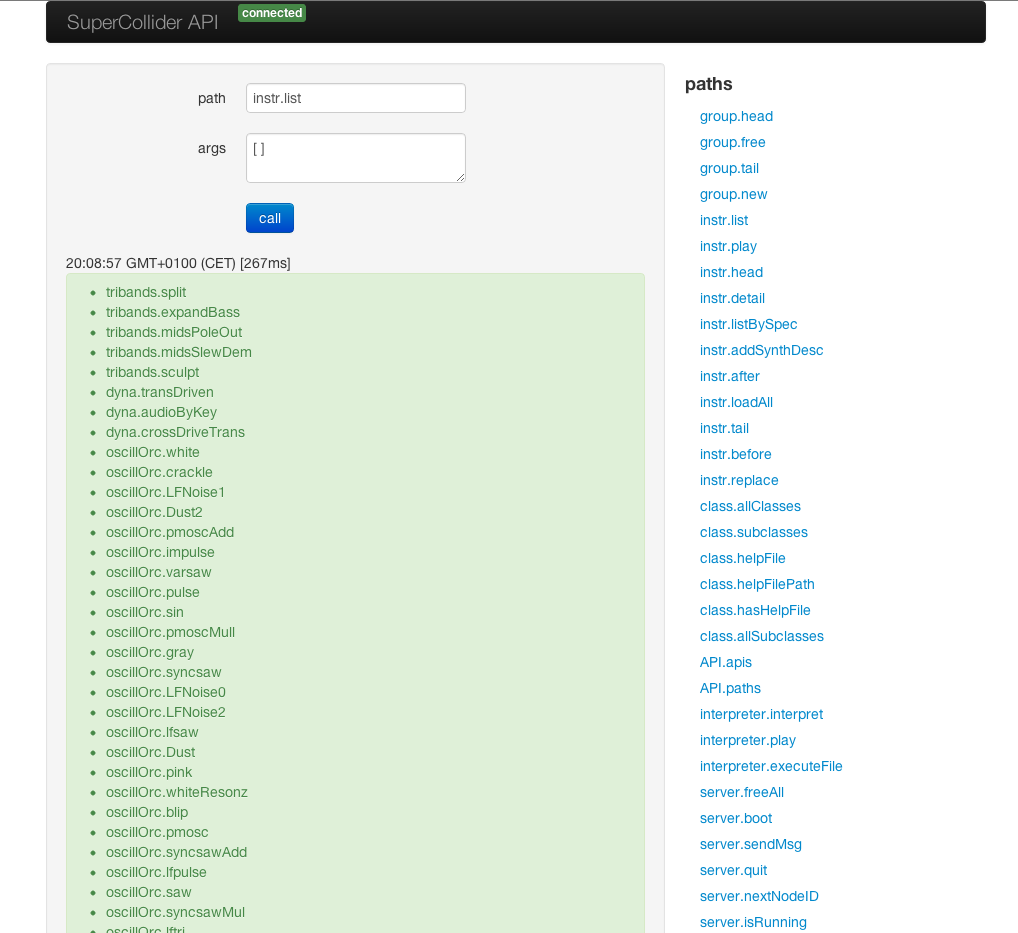 SuperCollider API connected
path instr.list
args [ ]
call
20:08:57 GMT+0100 (CET) [267ms]
tribands.split
tribands.expandBass
tribands.midsPoleOut
tribands.midsSlewDem
tribands.sculpt
dyna.transDriven
dyna.audioByKey
dyna.crossDriveTrans
oscillOrc.white
oscillOrc.crackle
oscillOrc.LFNoise1
oscillOrc.Dust2
oscillOrc.pmoscAdd
oscillOrc.impulse
oscillOrc.varsaw
oscillOrc.pulse
oscillOrc.sin
oscillOrc.pmoscMull
oscillOrc.gray
oscillOrc.syncsaw
oscillOrc.LFNoise0
oscillOrc.LFNoise2
oscillOrc.lfsaw
oscillOrc.Dust
oscillOrc.pink
oscillOrc.whiteResonz
oscillOrc.blip
oscillOrc.pmosc
oscillOrc.syncsawAdd
oscillOrc.lfpulse
oscillOrc.saw
oscillOrc.syncsawMul
oscillOrc.lftri
paths
group.head
group.free
group.tail
group.new
instr.list
instr.play
instr.head
instr.detail
instr.listBySpec
instr.addSynthDesc
instr.after
instr.loadAll
instr.tail
instr.before
instr.replace
class.allClasses
class.subclasses
class.helpFile
class.helpFilePath
class.hasHelpFile
class.allSubclasses
API.apis
API.paths
interpreter.interpret
interpreter.play
interpreter.executeFile
server.freeAll
server.boot
server.sendMsg
server.quit
server.nextNodeID
server.isRunning